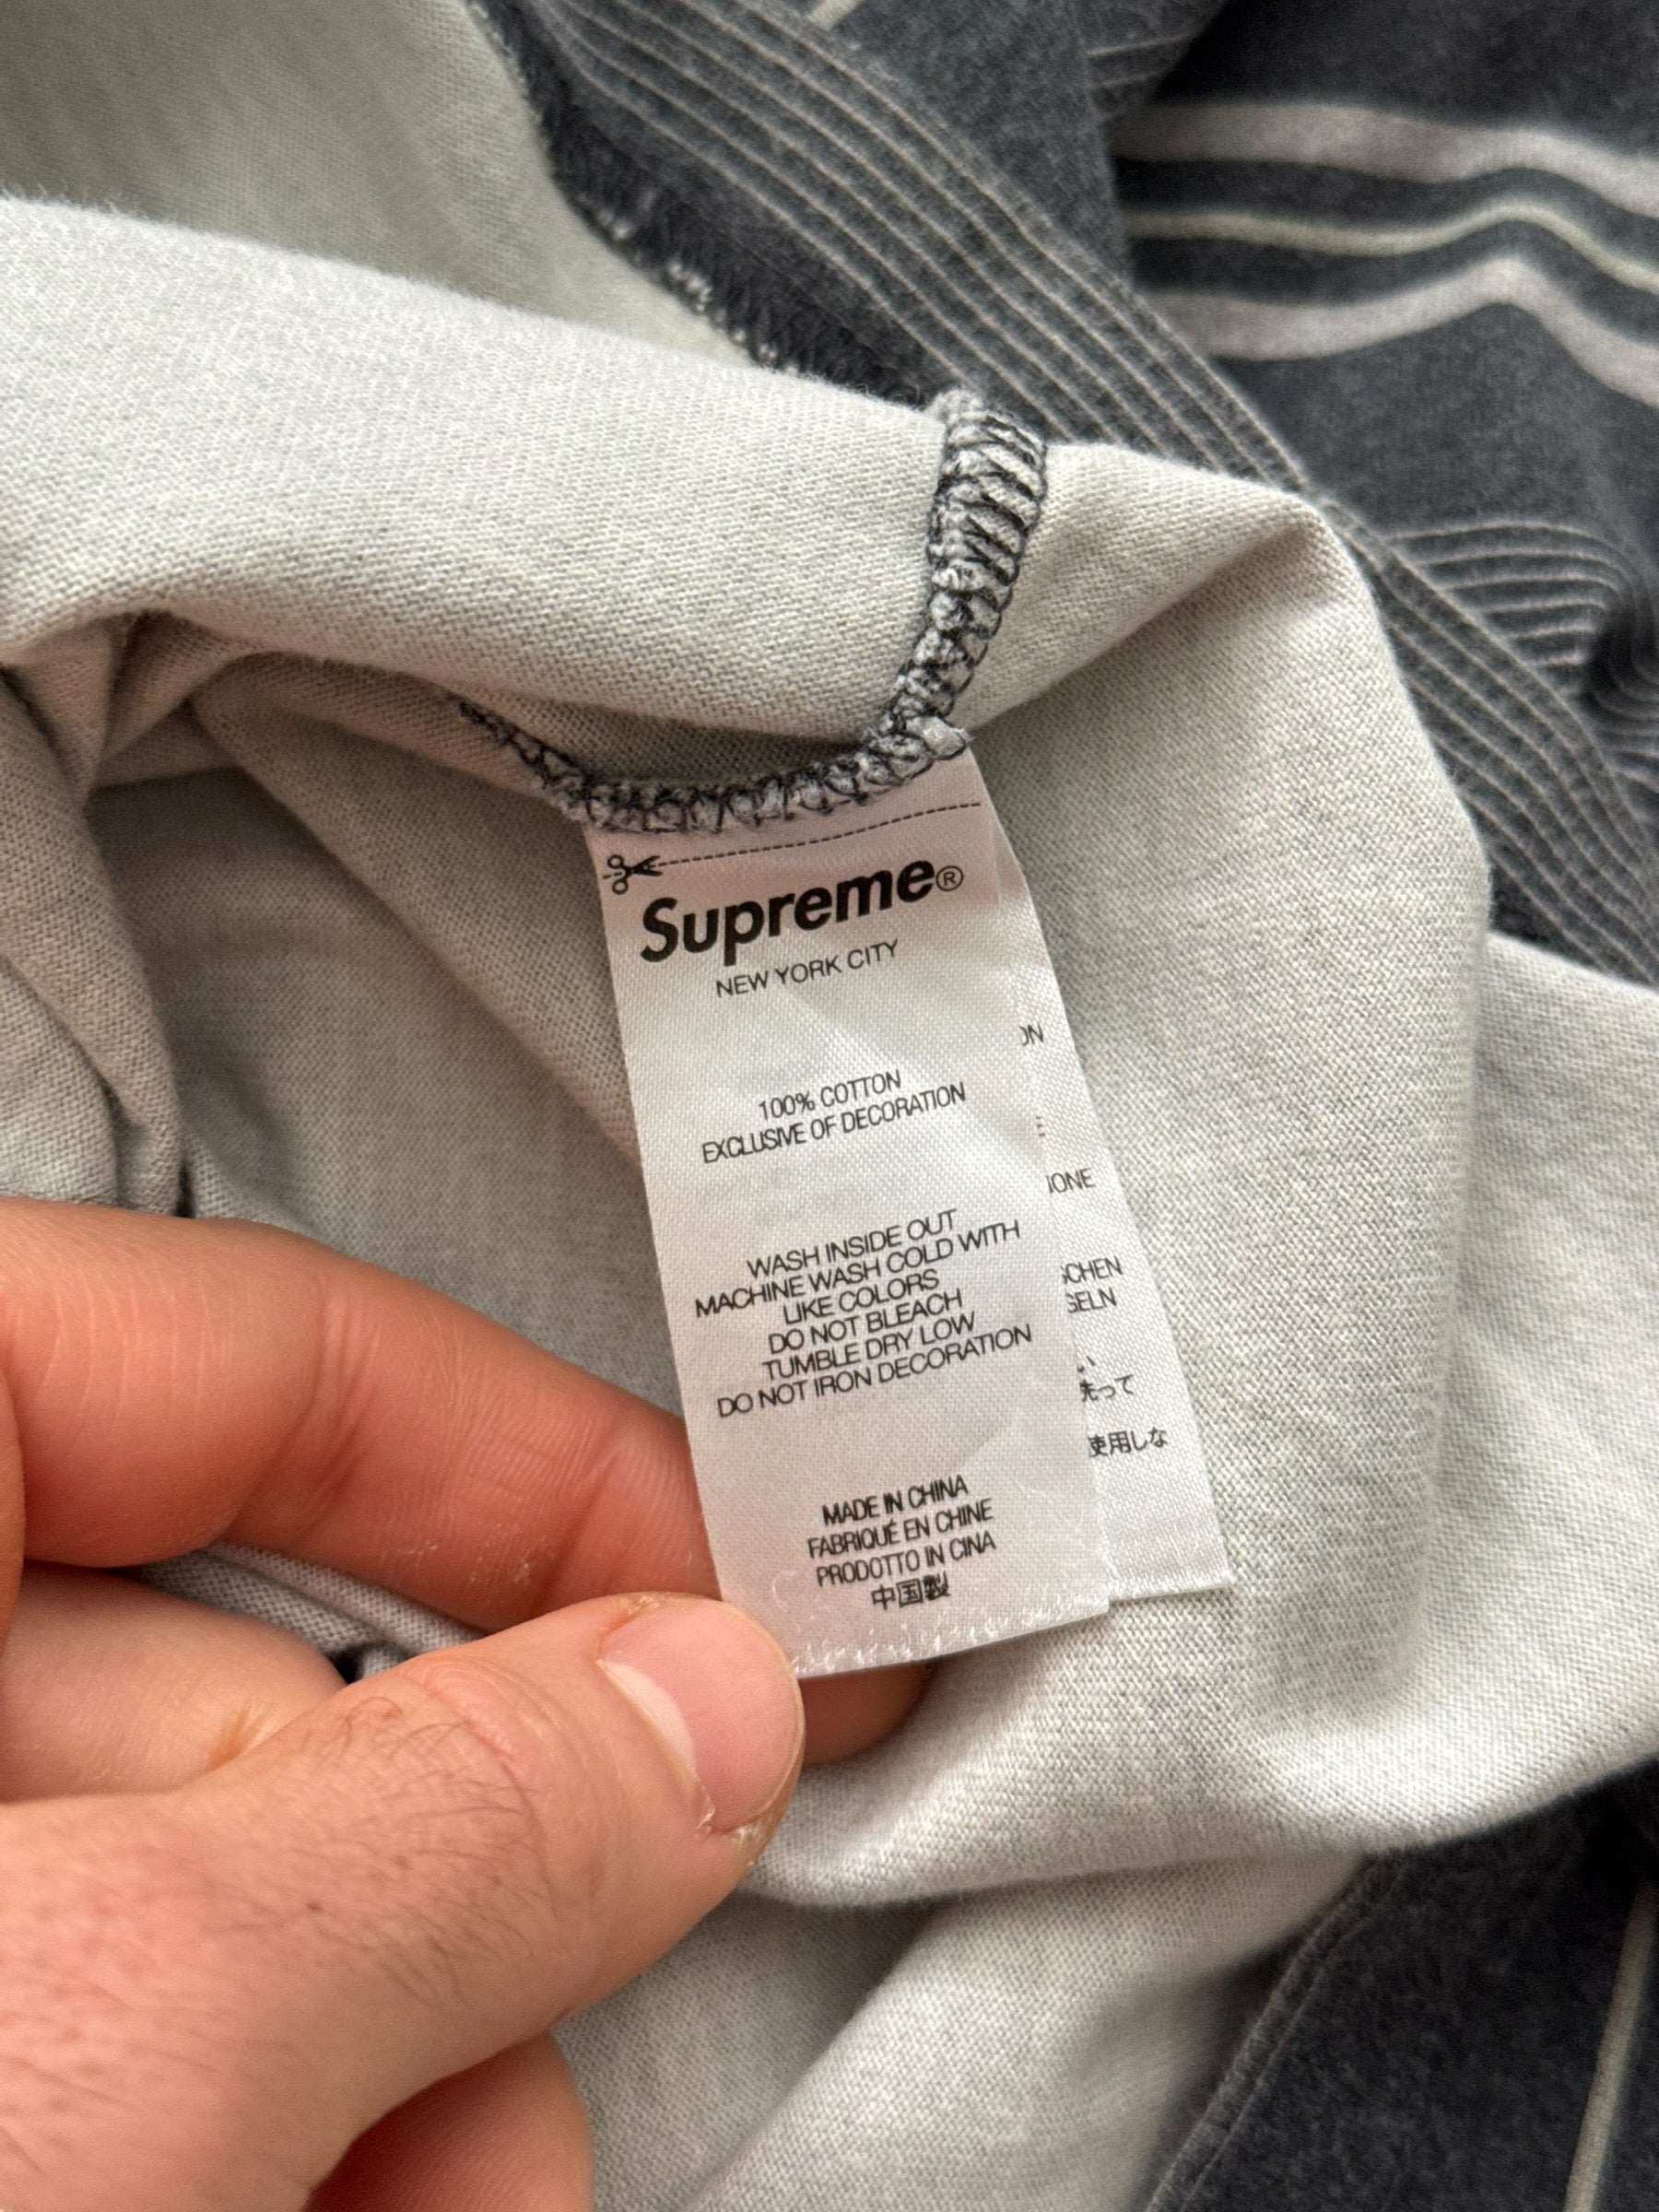 Supreme®
NEW YORK CITY
100% COTTON
EXCLUSIVE OF DECORATION
WASH INSIDE OUT
MACHINE WASH COLD WITH
LIKE COLORS
DO NOT BLEACH
TUMBLE DRY LOW
DO NOT IRON DECORATION
MADE IN CHINA
FABRIQUÉ EN CHINE
PRODOTTO IN CINA
中国製